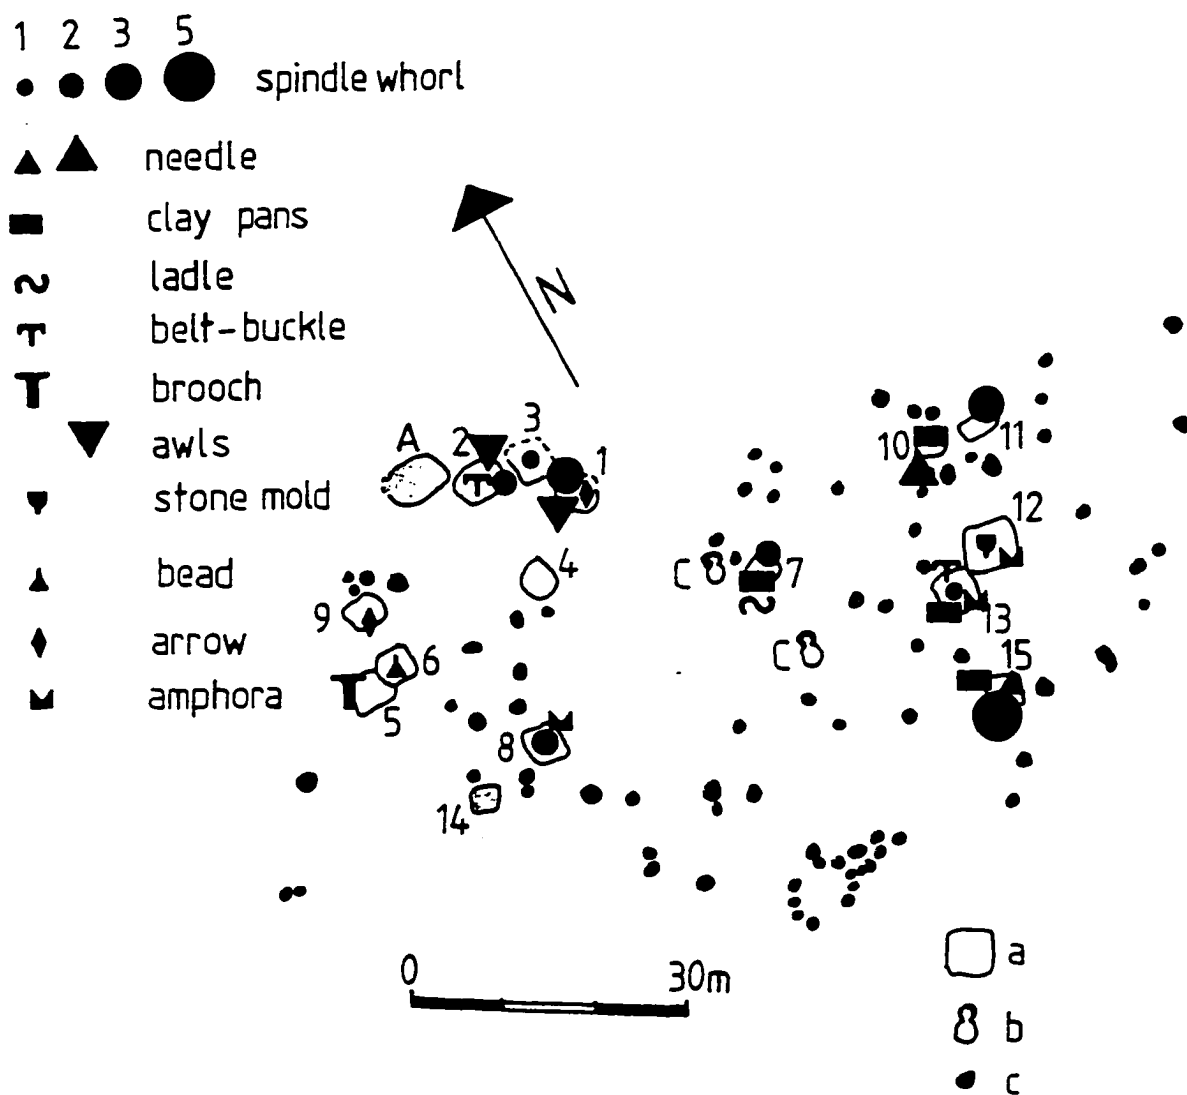 1 2 3 5
spindle whorl
needle
clay pans
ladle
belt-buckle
brooch
awls
stone mold
bead
arrow
amphora
N
A 2 3 1
4
9
6
5
8
14
C 7
C
10 11
12
13
15
0 30m
a
b
c